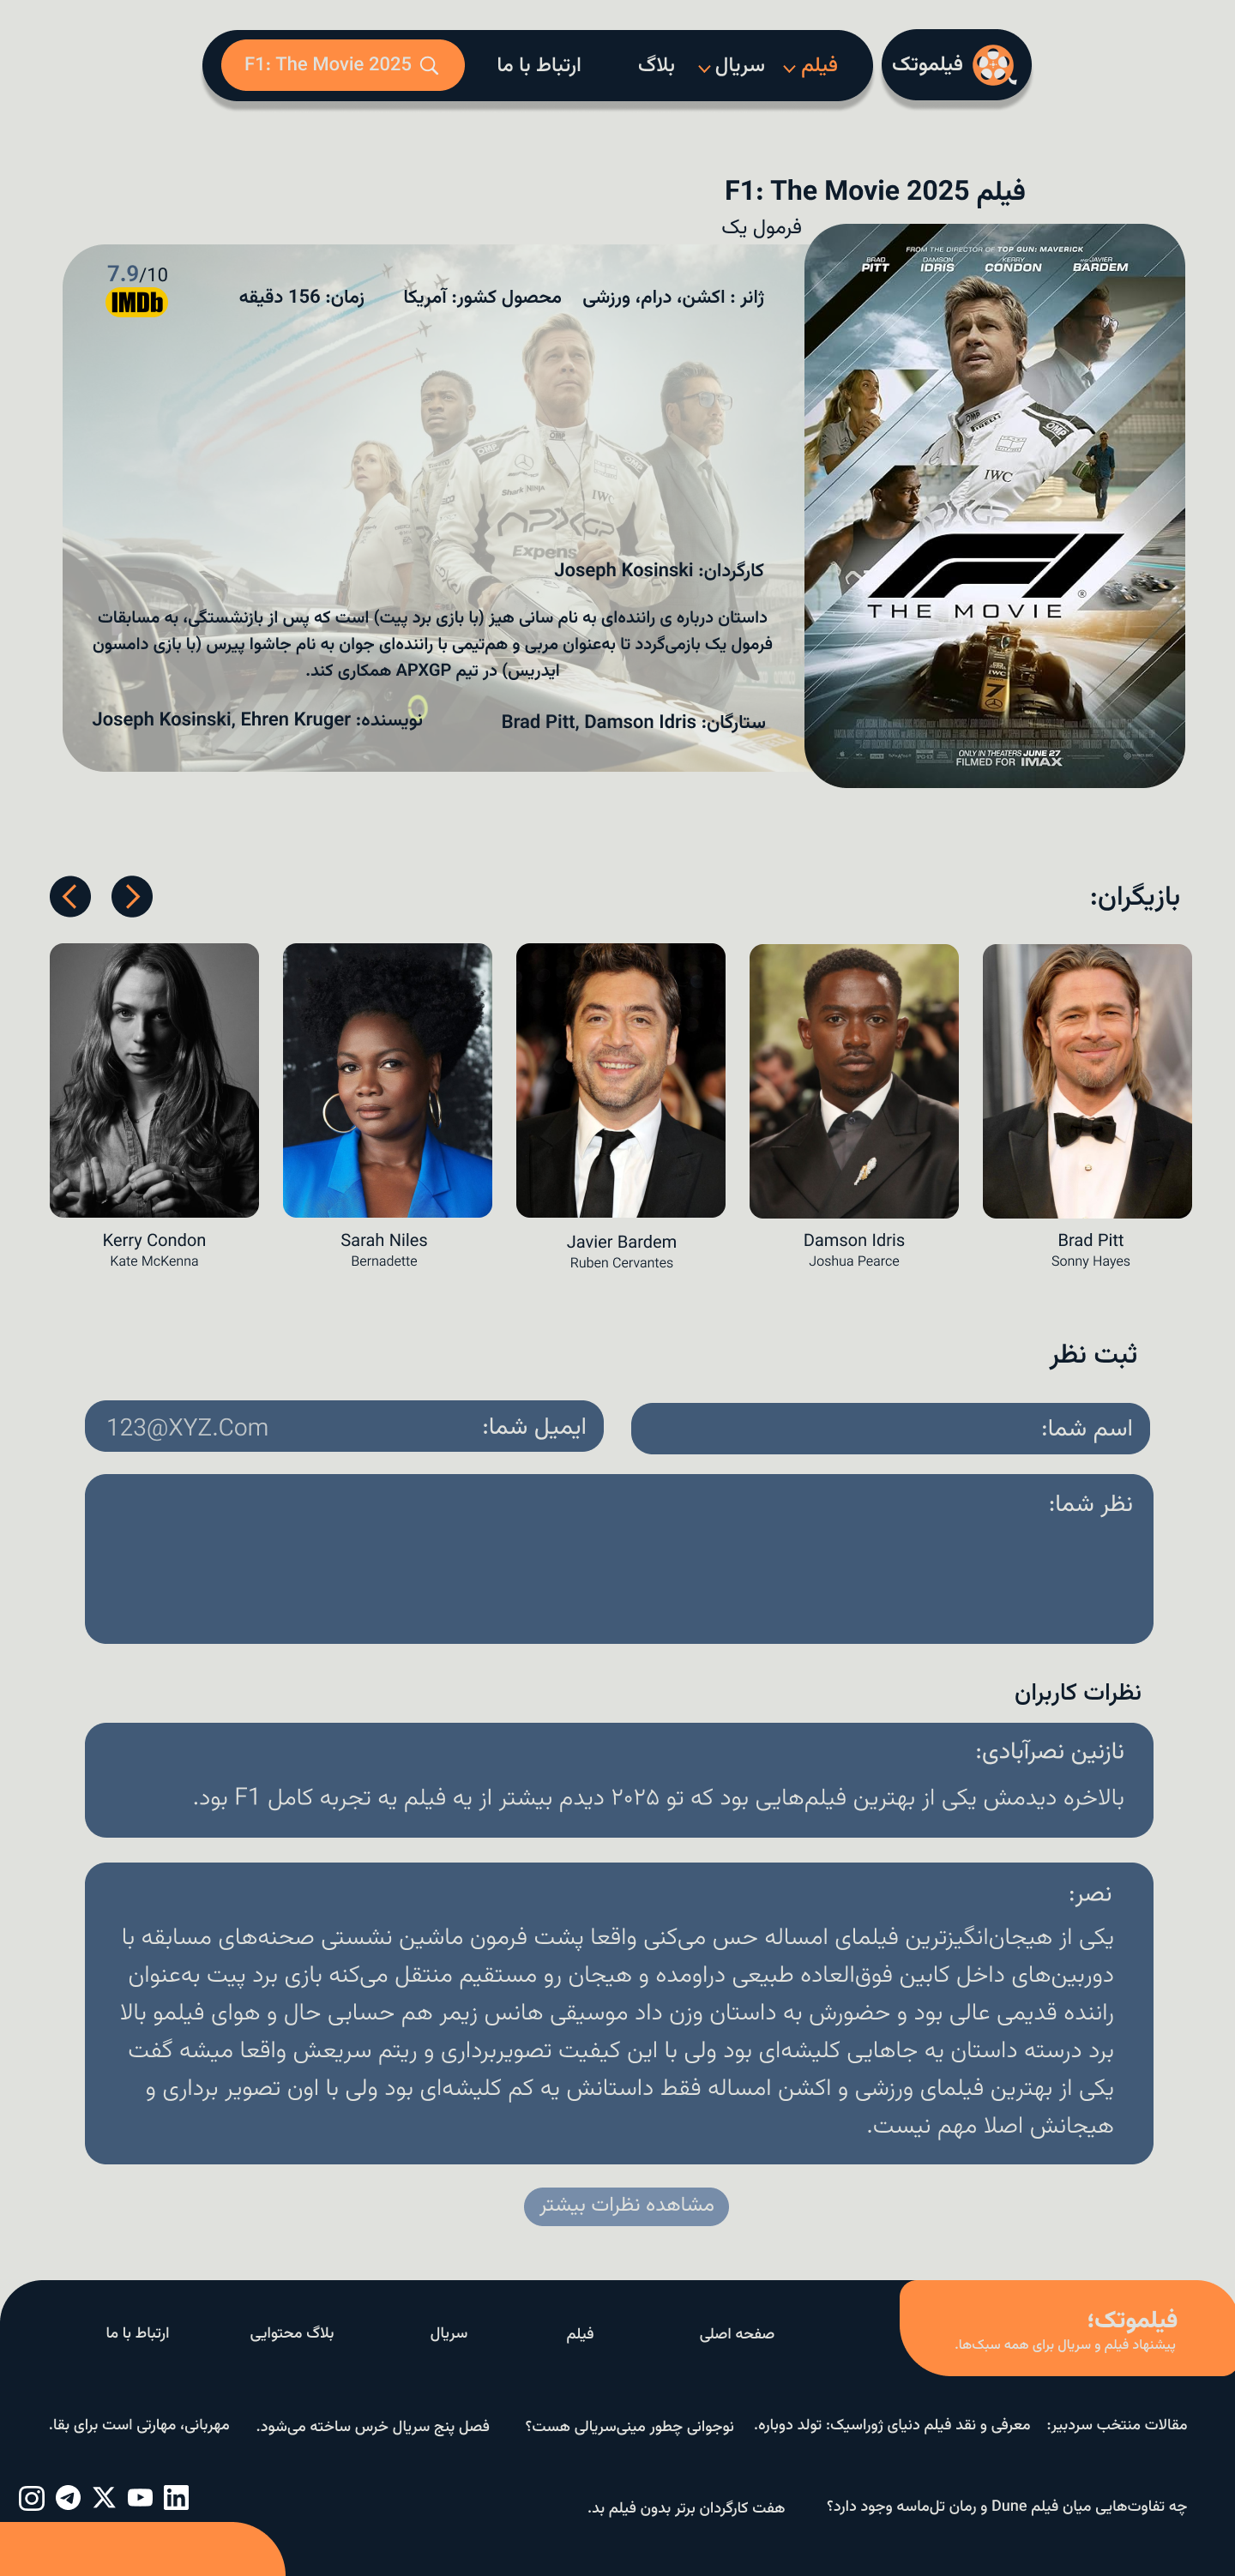 فیلموتک
فیلم
سریال
بلاگ
ارتباط با ما
F1: The Movie 2025
فیلم F1: The Movie 2025
فرمول یک
FROM THE DIRECTOR OF TOP GUN: MAVERICK
BRAD PITT
DAMSON IDRIS
KERRY CONDON
AND JAVIER BARDEM
OMP
PIRELLI
OMP
IWC
F1
®
THE MOVIE
IWC
7
ONLY IN THEATERS JUNE 27
FILMED FOR IMAX
ژانر : اکشن، درام، ورزشی
محصول کشور: آمریکا
زمان: 156 دقیقه
7.9/10
IMDb
OMP
OMP
Shark Ninja
IWC
APXGP
Expens
کارگردان: Joseph Kosinski
داستان درباره ی راننده‌ای به نام سانی هیز (با بازی برد پیت) است که پس از بازنشستگی، به مسابقات
فرمول یک بازمی‌گردد تا به‌عنوان مربی و هم‌تیمی با راننده‌ای جوان به نام جاشوا پیرس (با بازی دامسون
ایدریس) در تیم APXGP همکاری کند.
ستارگان: Brad Pitt, Damson Idris
نویسنده: Joseph Kosinski, Ehren Kruger
بازیگران:
Brad Pitt
Sonny Hayes
Damson Idris
Joshua Pearce
Javier Bardem
Ruben Cervantes
Sarah Niles
Bernadette
Kerry Condon
Kate McKenna
ثبت نظر
اسم شما:
ایمیل شما:
123@XYZ.Com
نظر شما:
نظرات کاربران
نازنین نصرآبادی:
بالاخره دیدمش یکی از بهترین فیلم‌هایی بود که تو ۲۰۲۵ دیدم بیشتر از یه فیلم یه تجربه کامل F1 بود.
نصر:
یکی از هیجان‌انگیزترین فیلمای امساله حس می‌کنی واقعا پشت فرمون ماشین نشستی صحنه‌های مسابقه با
دوربین‌های داخل کابین فوق‌العاده طبیعی دراومده و هیجان رو مستقیم منتقل می‌کنه بازی برد پیت به‌عنوان
راننده قدیمی عالی بود و حضورش به داستان وزن داد موسیقی هانس زیمر هم حسابی حال و هوای فیلمو بالا
برد درسته داستان یه جاهایی کلیشه‌ای بود ولی با این کیفیت تصویربرداری و ریتم سریعش واقعا میشه گفت
یکی از بهترین فیلمای ورزشی و اکشن امساله فقط داستانش یه کم کلیشه‌ای بود ولی با اون تصویر برداری و
هیجانش اصلا مهم نیست.
مشاهده نظرات بیشتر
فیلموتک؛
پیشنهاد فیلم و سریال برای همه سبک‌ها.
صفحه اصلی
فیلم
سریال
بلاگ محتوایی
ارتباط با ما
مقالات منتخب سردبیر:
معرفی و نقد فیلم دنیای ژوراسیک: تولد دوباره.
نوجوانی چطور مینی‌سریالی هست؟
فصل پنج سریال خرس ساخته می‌شود.
مهربانی، مهارتی است برای بقا.
چه تفاوت‌هایی میان فیلم Dune و رمان تل‌ماسه وجود دارد؟
هفت کارگردان برتر بدون فیلم بد.